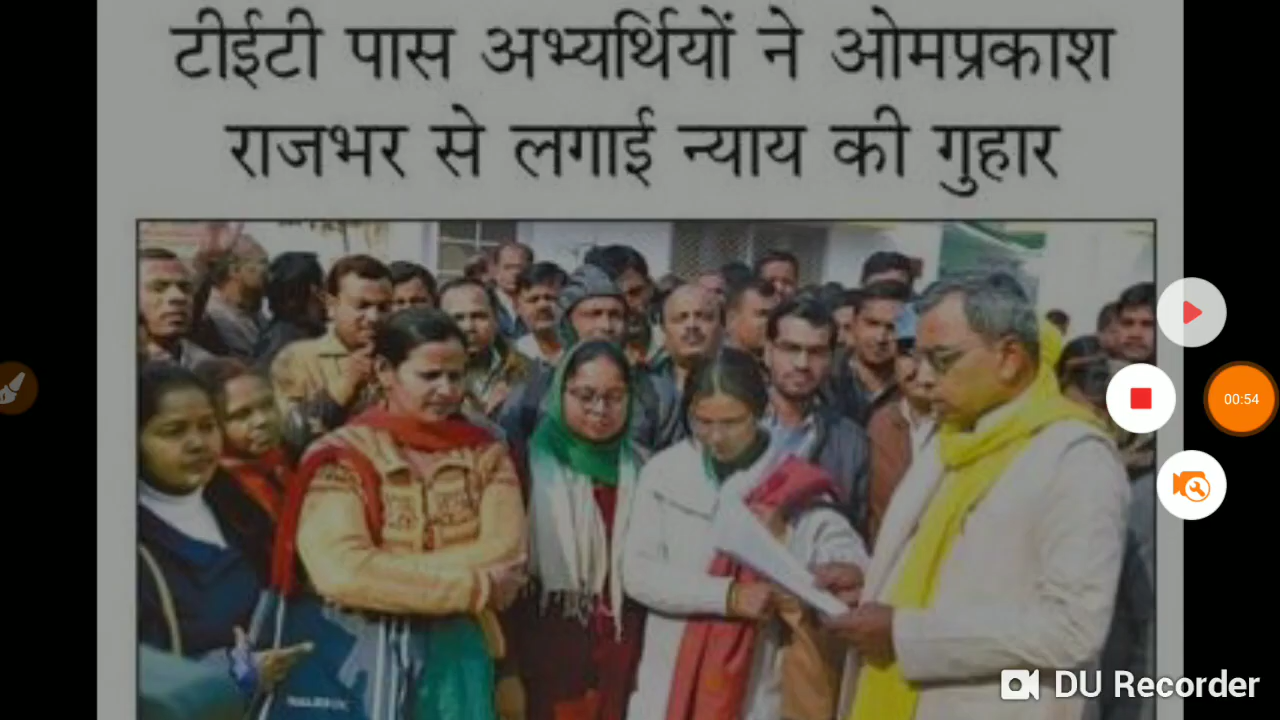 टीईटी पास अभ्यर्थियों ने ओमप्रकाश
राजभर से लगाई न्याय की गुहार
00:54
DU Recorder